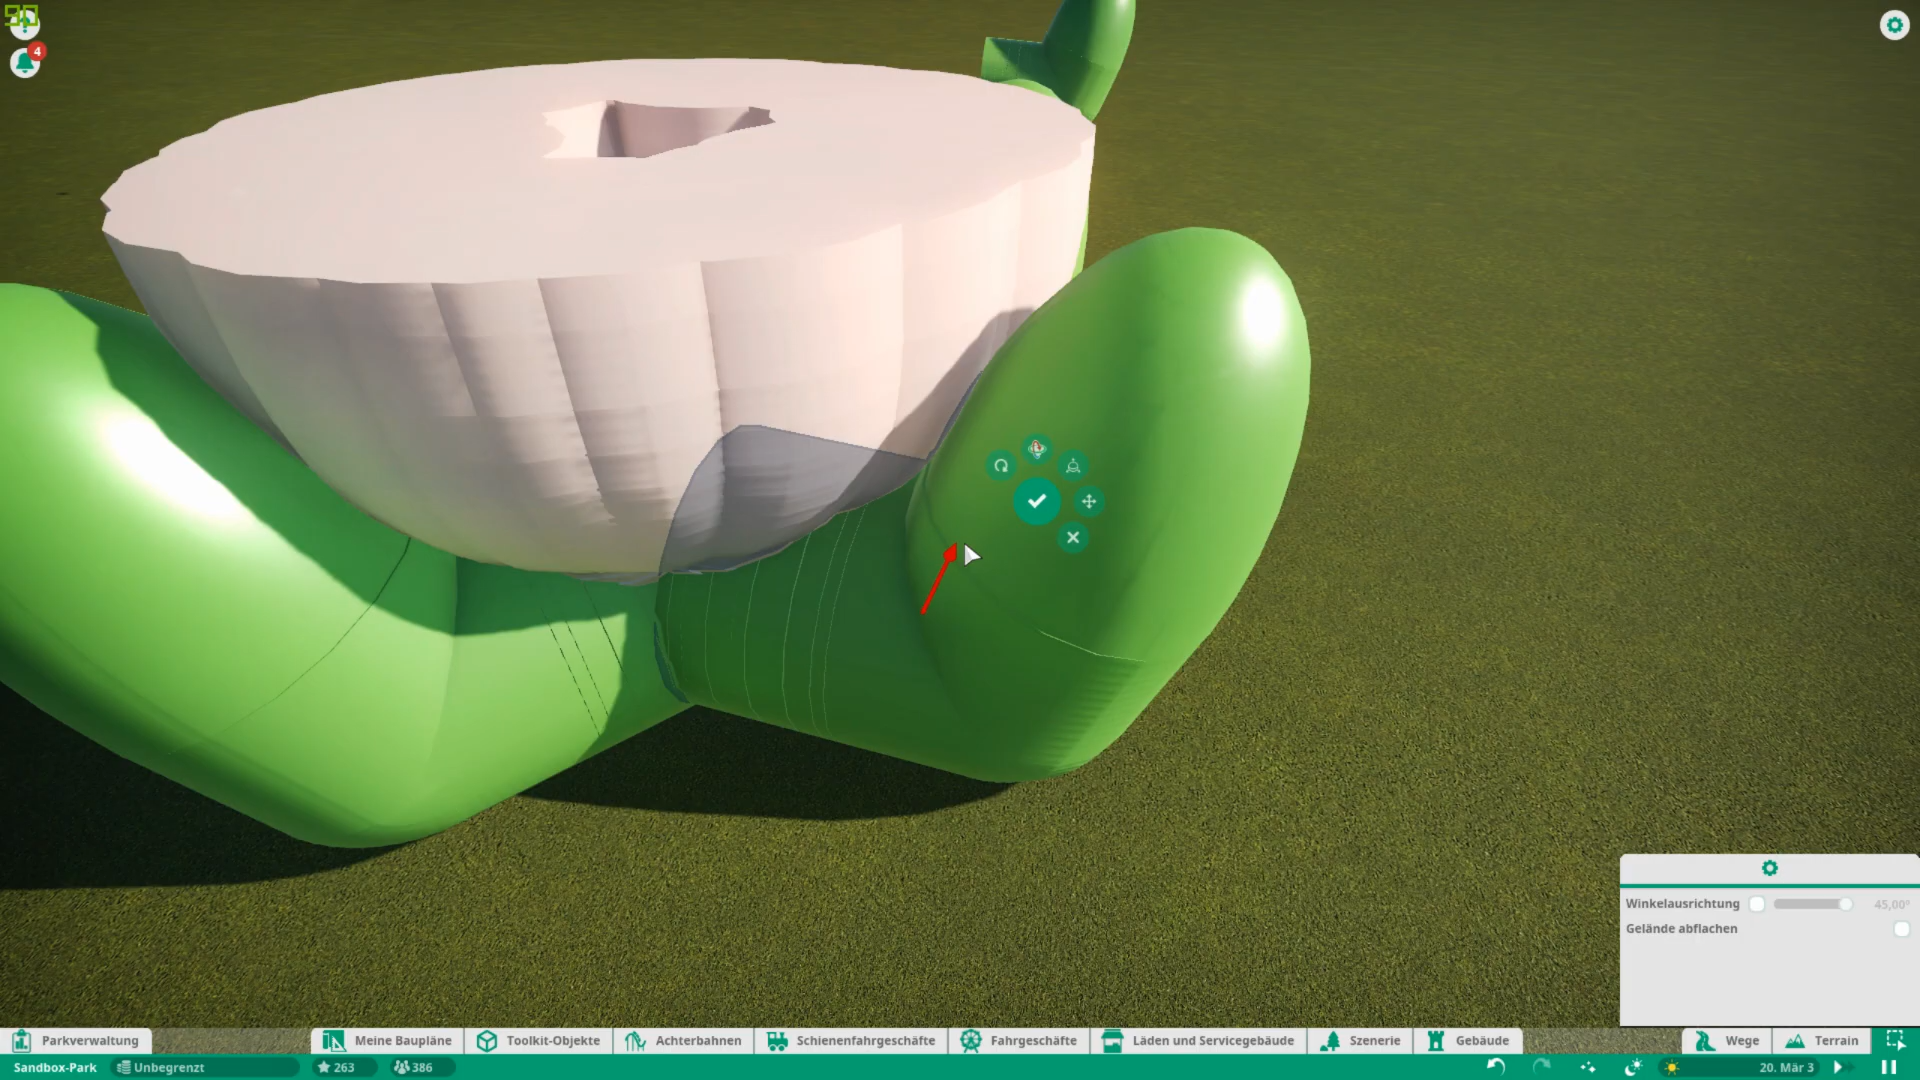 90
4
Winkelausrichtung 45,00°
Gelände abflachen
Parkverwaltung Meine Baupläne Toolkit-Objekte Achterbahnen Schienenfahrgeschäfte Fahrgeschäfte Läden und Servicegebäude Szenerie Gebäude Wege Terrain
Sandbox-Park Unbegrenzt 263 386 20. Mär 3